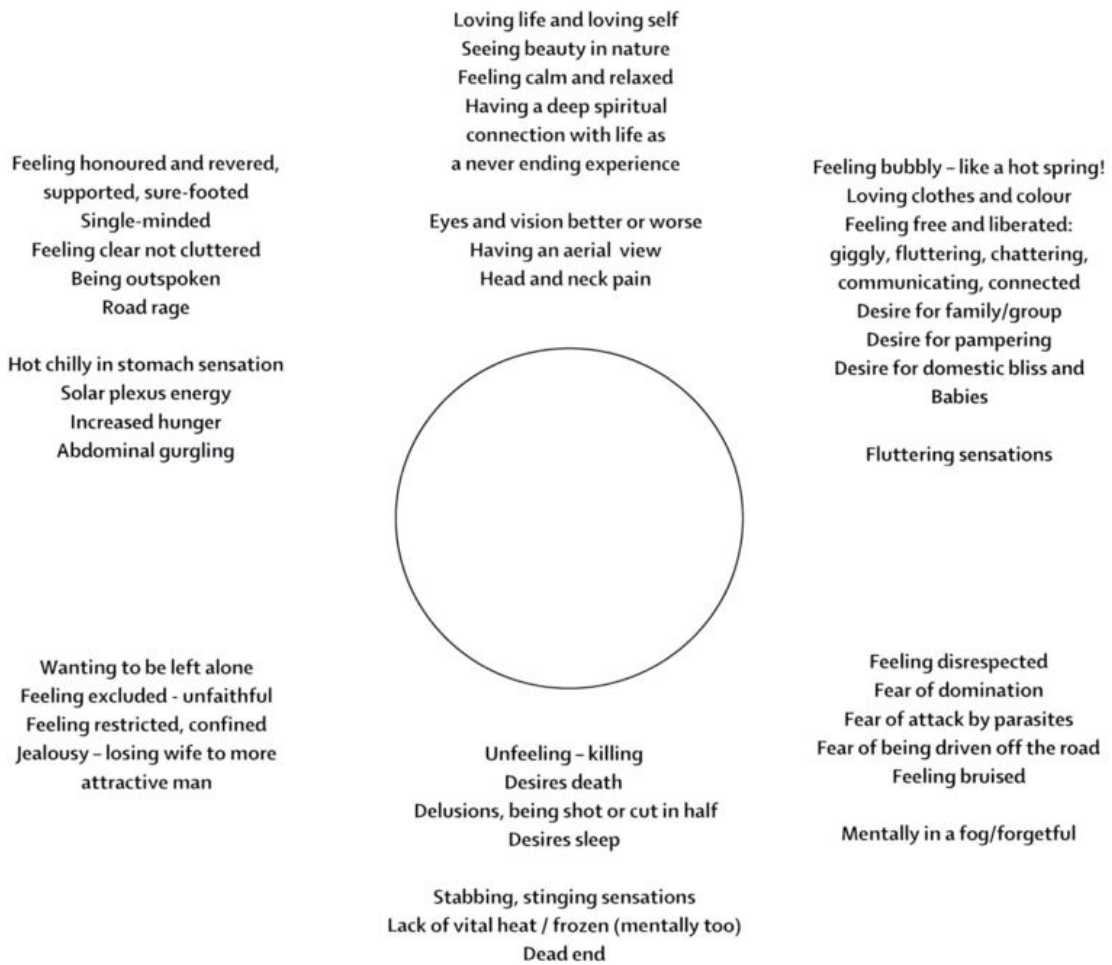 Loving life and loving self
Seeing beauty in nature
Feeling calm and relaxed
Having a deep spiritual
connection with life as
a never ending experience
Eyes and vision better or worse
Having an aerial view
Head and neck pain
Feeling honoured and revered,
supported, sure-footed
Single-minded
Feeling clear not cluttered
Being outspoken
Road rage
Hot chilly in stomach sensation
Solar plexus energy
Increased hunger
Abdominal gurgling
Feeling bubbly – like a hot spring!
Loving clothes and colour
Feeling free and liberated:
giggly, fluttering, chattering,
communicating, connected
Desire for family/group
Desire for pampering
Desire for domestic bliss and
Babies
Fluttering sensations
Wanting to be left alone
Feeling excluded - unfaithful
Feeling restricted, confined
Jealousy – losing wife to more
attractive man
Unfeeling – killing
Desires death
Delusions, being shot or cut in half
Desires sleep
Stabbing, stinging sensations
Lack of vital heat / frozen (mentally too)
Dead end
Feeling disrespected
Fear of domination
Fear of attack by parasites
Fear of being driven off the road
Feeling bruised
Mentally in a fog/forgetful